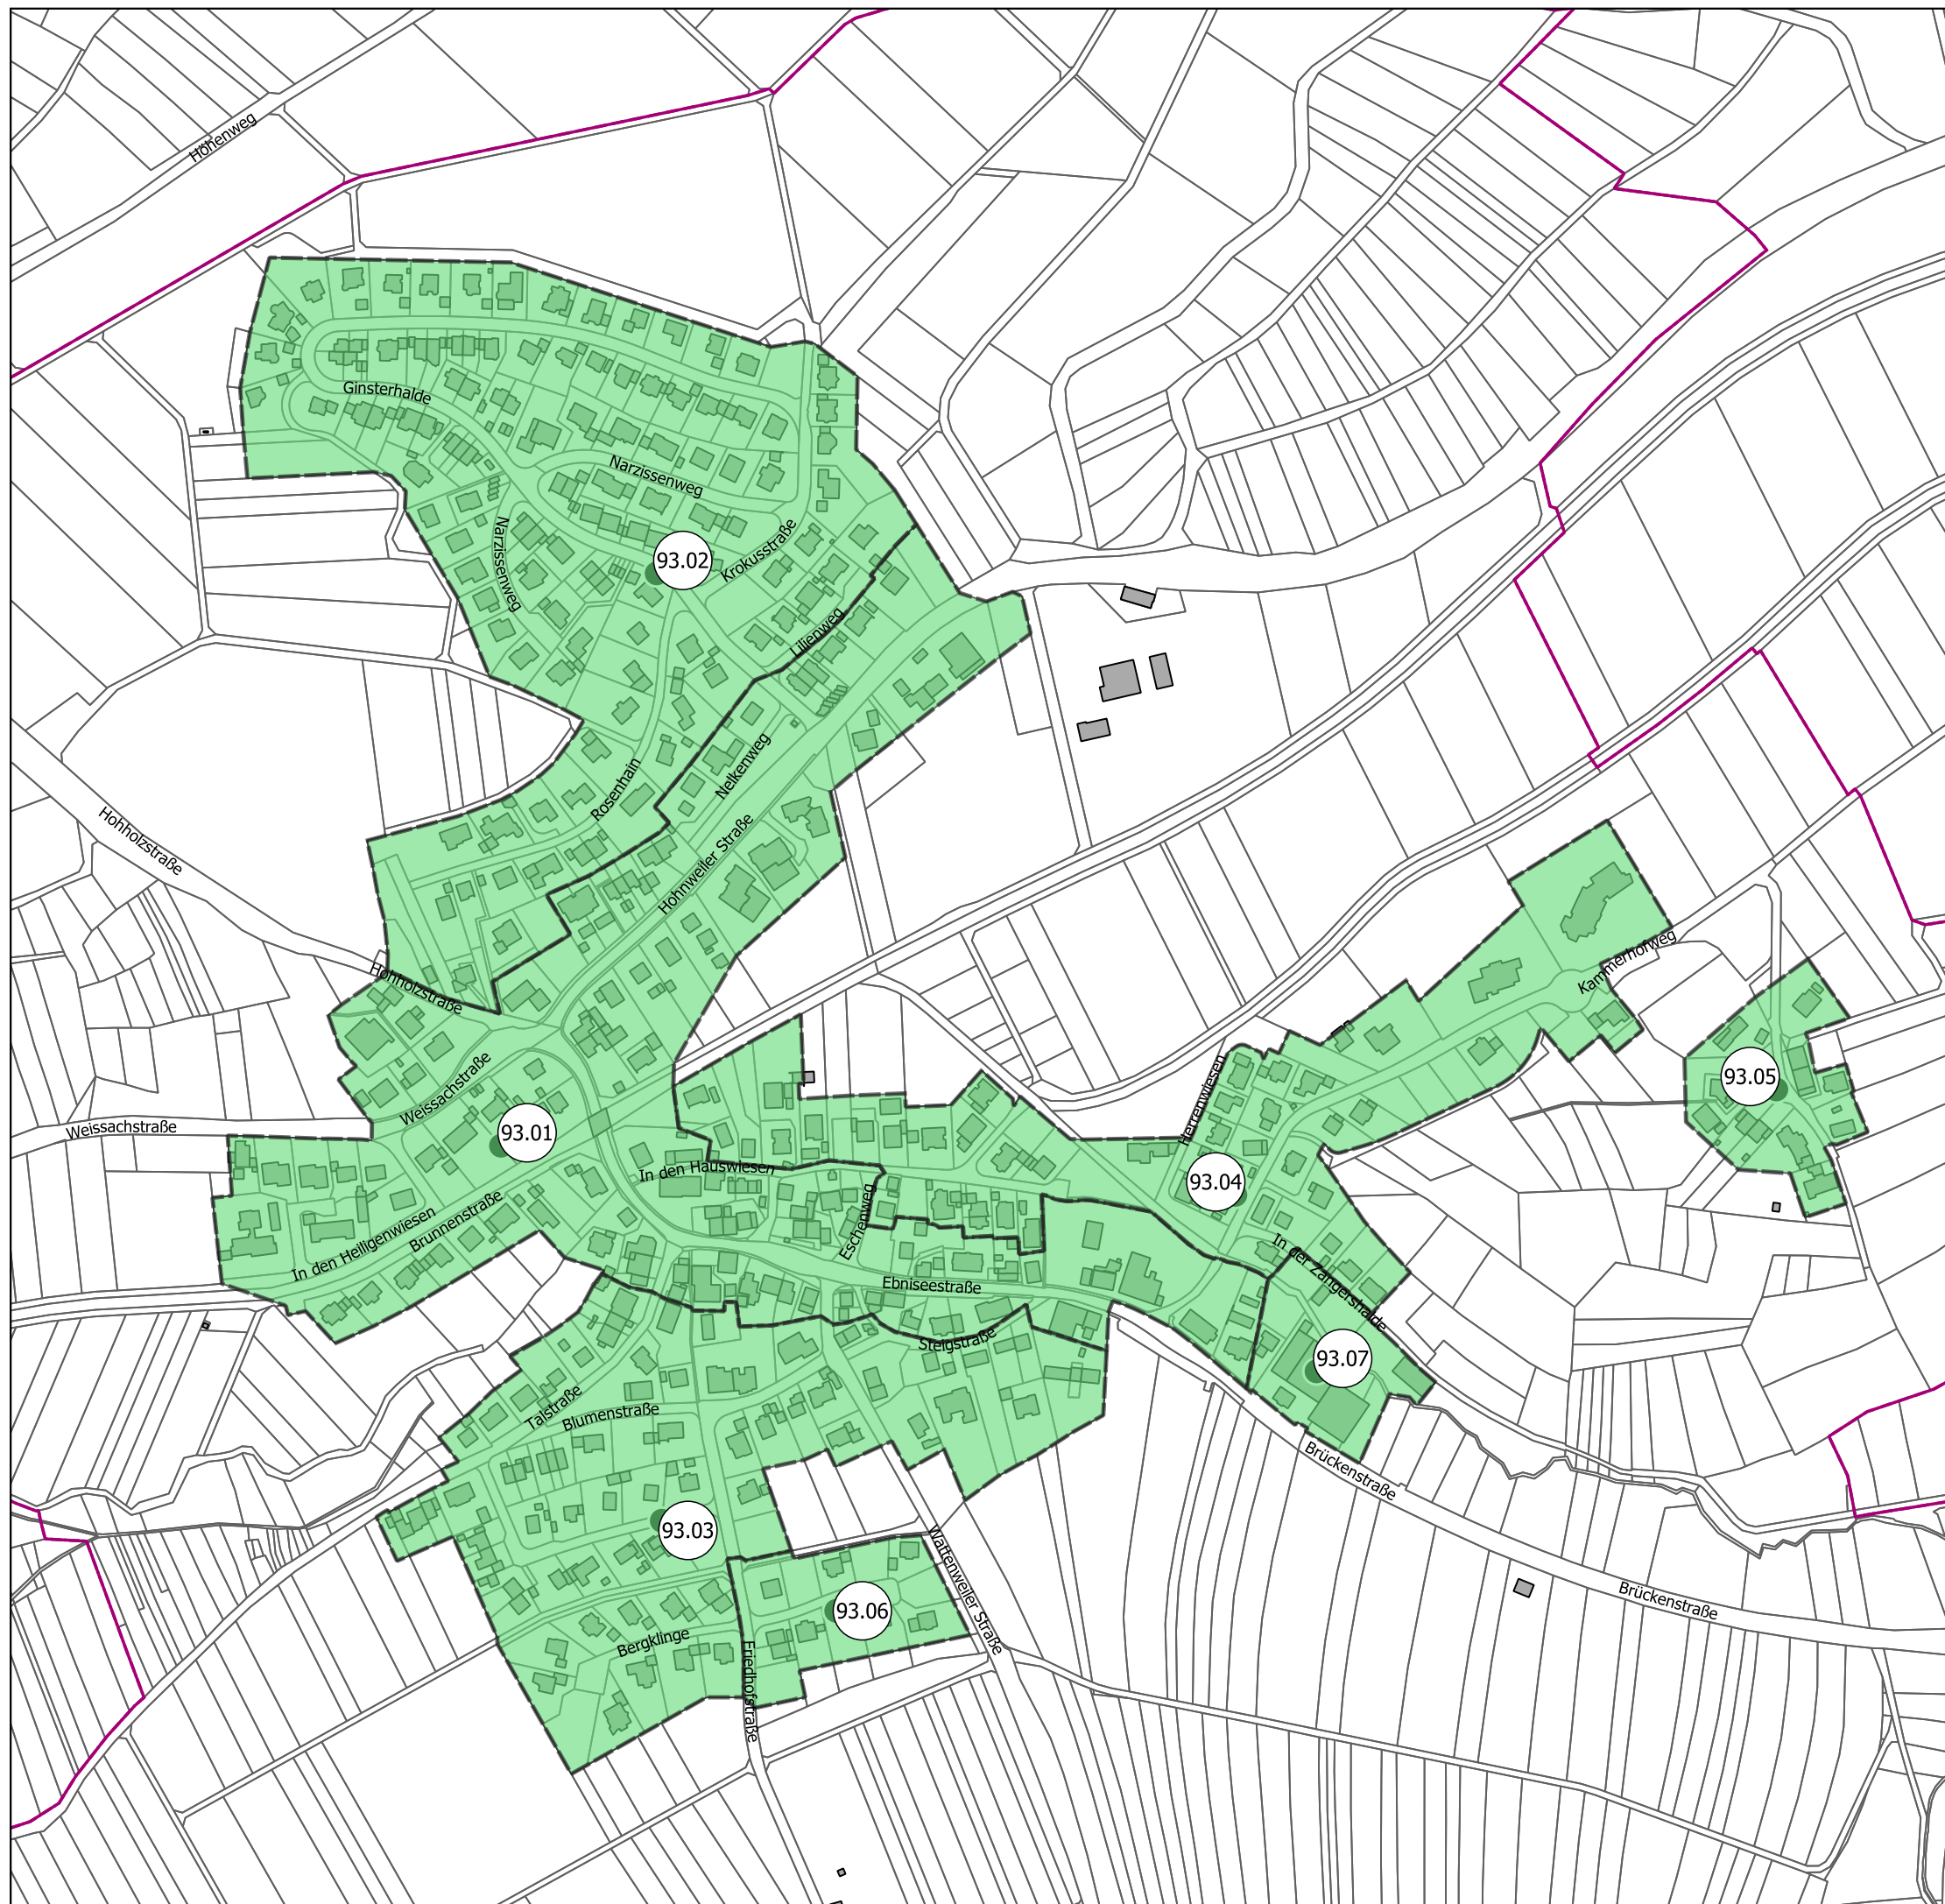 Höhenweg
Ginsterhalde
Narzissenweg
Narzissenweg
Krokusstraße
93.02
Lilienweg
Nelkenweg
Rosenhain
Hohholzstraße
Hohnweiler Straße
Kammerhofweg
Hohholzstraße
Weissachstraße
Herrenwiesen
93.05
Weissachstraße
93.01
In den Hauswiesen
93.04
Eschenweg
In den Heiligenwiesen
Brunnenstraße
In der Zangershalde
Ebniseestraße
Steigstraße
93.07
Talstraße
Blumenstraße
Brückenstraße
93.03
Wattenweiler Straße
93.06
Brückenstraße
Bergklinge
Friedhofstraße